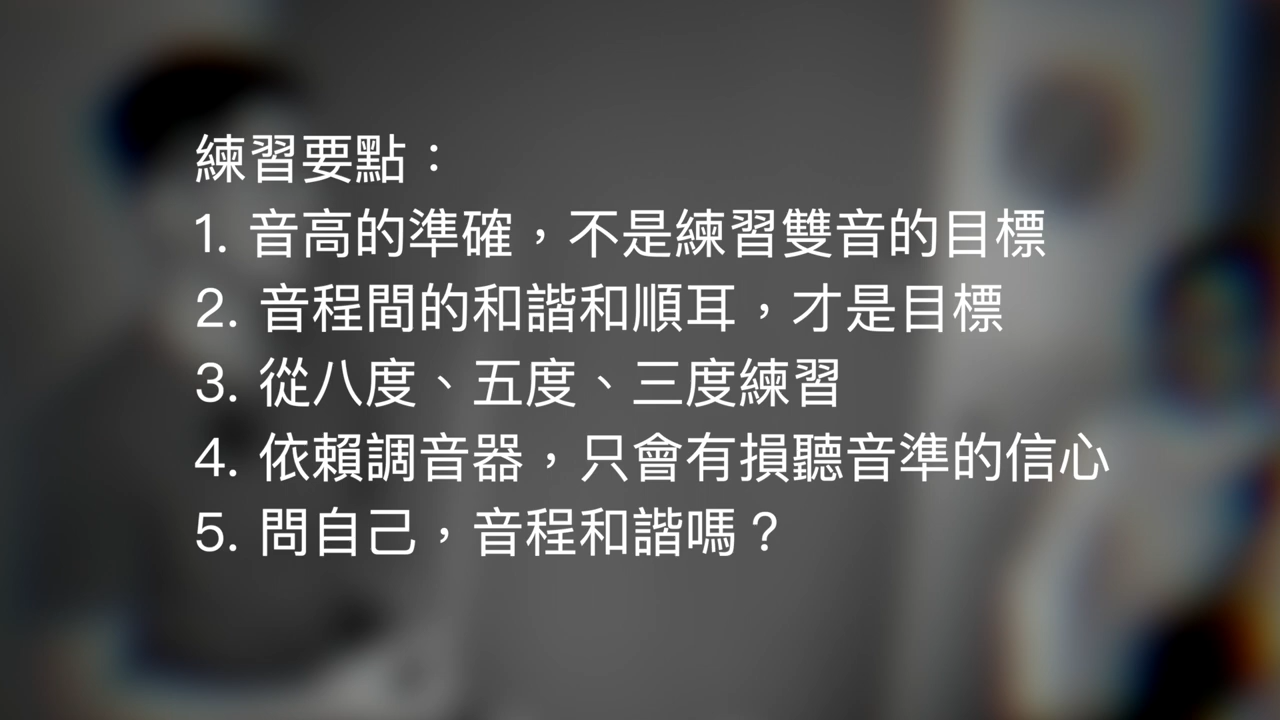 練習要點：
1. 音高的準確，不是練習雙音的目標
2. 音程間的和諧和順耳，才是目標
3. 從八度、五度、三度練習
4. 依賴調音器，只會有損聽音準的信心
5. 問自己，音程和諧嗎？